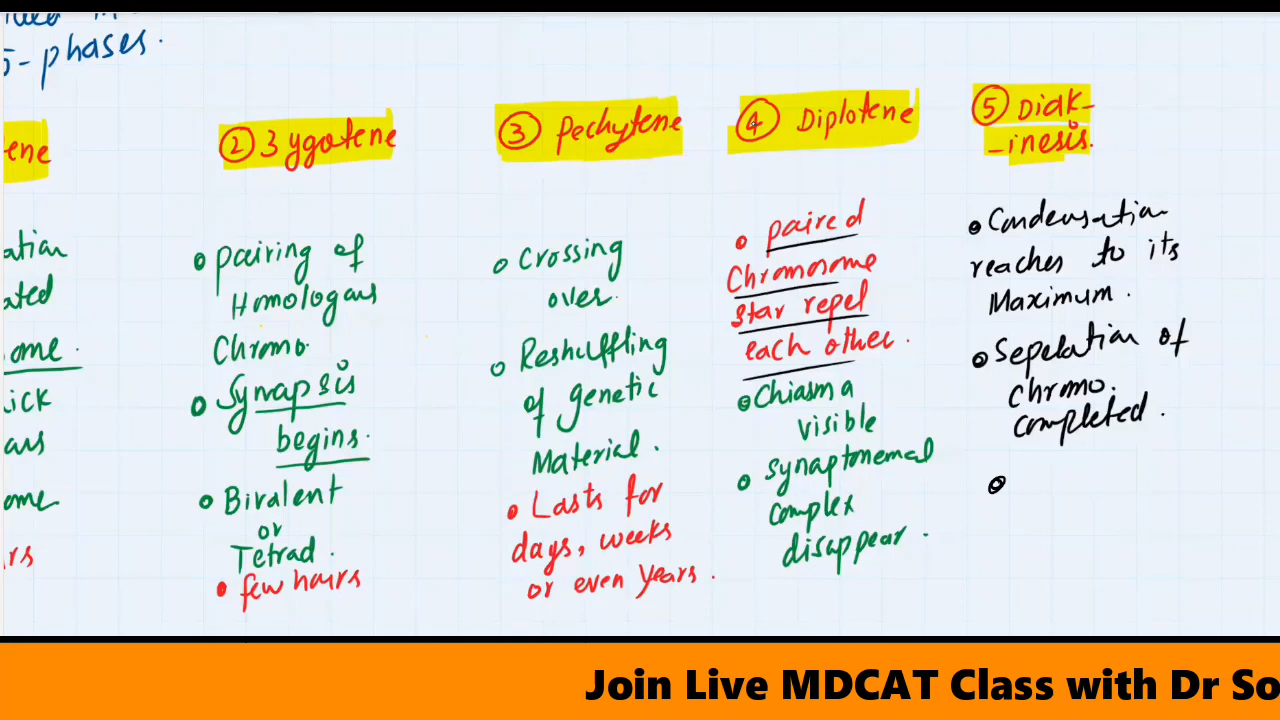 5-phases.
ene
② Zygotene
③ Pechytene
④ Diplotene
⑤ Diak-
-inesis.
ation
ated
ome.
ick
ars
ome
rs
pairing of
Homologous
Chromo.
Synapsis
begins.
Bivalent
or
Tetrad.
few hours
Crossing
over.
Reshuffling
of genetic
Material.
Lasts for
days, weeks
or even years.
paired
Chromosome
star repel
each other.
Chiasma
visible
Synaptonemal
complex
disappear.
Condensation
reaches to its
Maximum.
Sepelation of
chromo.
completed.
Join Live MDCAT Class with Dr So